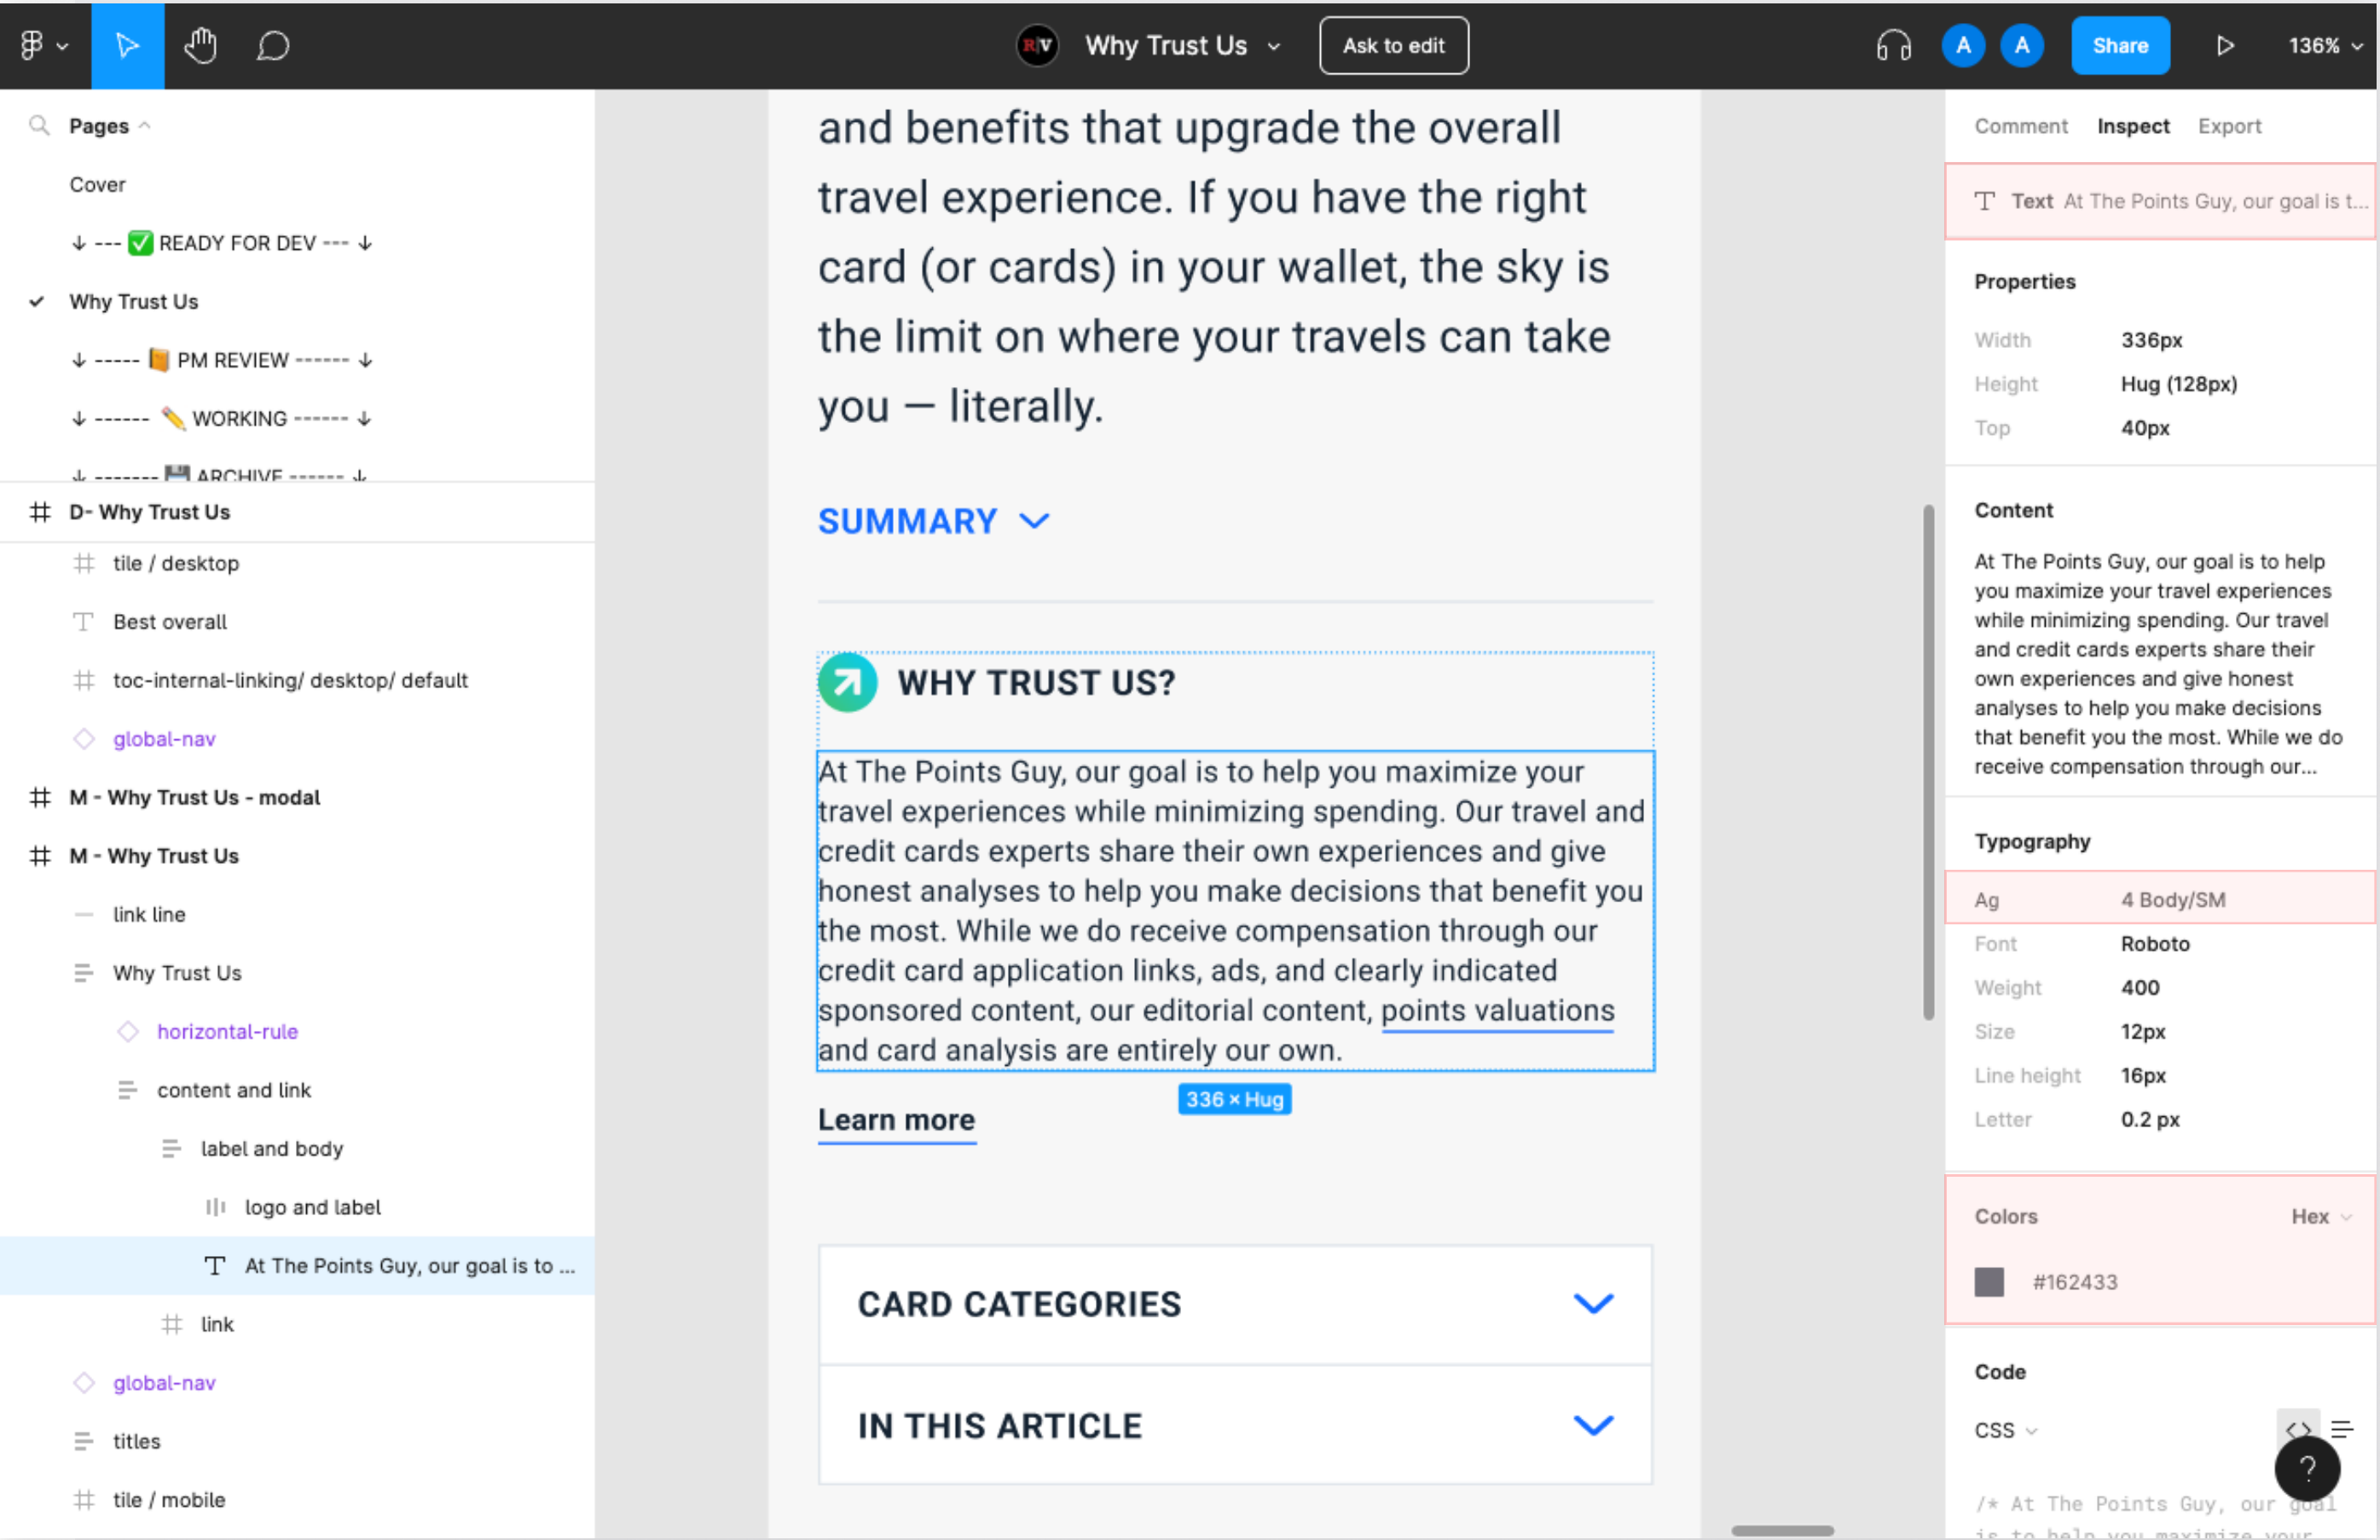 RV Why Trust Us Ask to edit A A Share 136%
Pages
Cover
↓ --- ✅ READY FOR DEV --- ↓
Why Trust Us
↓ ----- 📙 PM REVIEW ------ ↓
↓ ------ ✏️ WORKING ------ ↓
↓ ------- 💾 ARCHIVE ------ ↓
D- Why Trust Us
tile / desktop
Best overall
toc-internal-linking/ desktop/ default
global-nav
M - Why Trust Us - modal
M - Why Trust Us
link line
Why Trust Us
horizontal-rule
content and link
label and body
logo and label
At The Points Guy, our goal is to ...
link
global-nav
titles
tile / mobile
and benefits that upgrade the overall
travel experience. If you have the right
card (or cards) in your wallet, the sky is
the limit on where your travels can take
you — literally.
SUMMARY
WHY TRUST US?
At The Points Guy, our goal is to help you maximize your
travel experiences while minimizing spending. Our travel and
credit cards experts share their own experiences and give
honest analyses to help you make decisions that benefit you
the most. While we do receive compensation through our
credit card application links, ads, and clearly indicated
sponsored content, our editorial content, points valuations
and card analysis are entirely our own.
336 × Hug
Learn more
CARD CATEGORIES
IN THIS ARTICLE
Comment Inspect Export
Text At The Points Guy, our goal is t...
Properties
Width 336px
Height Hug (128px)
Top 40px
Content
At The Points Guy, our goal is to help
you maximize your travel experiences
while minimizing spending. Our travel
and credit cards experts share their
own experiences and give honest
analyses to help you make decisions
that benefit you the most. While we do
receive compensation through our...
Typography
Ag 4 Body/SM
Font Roboto
Weight 400
Size 12px
Line height 16px
Letter 0.2 px
Colors Hex
#162433
Code
CSS <>
?
/* At The Points Guy, our goal
is to help you maximize your